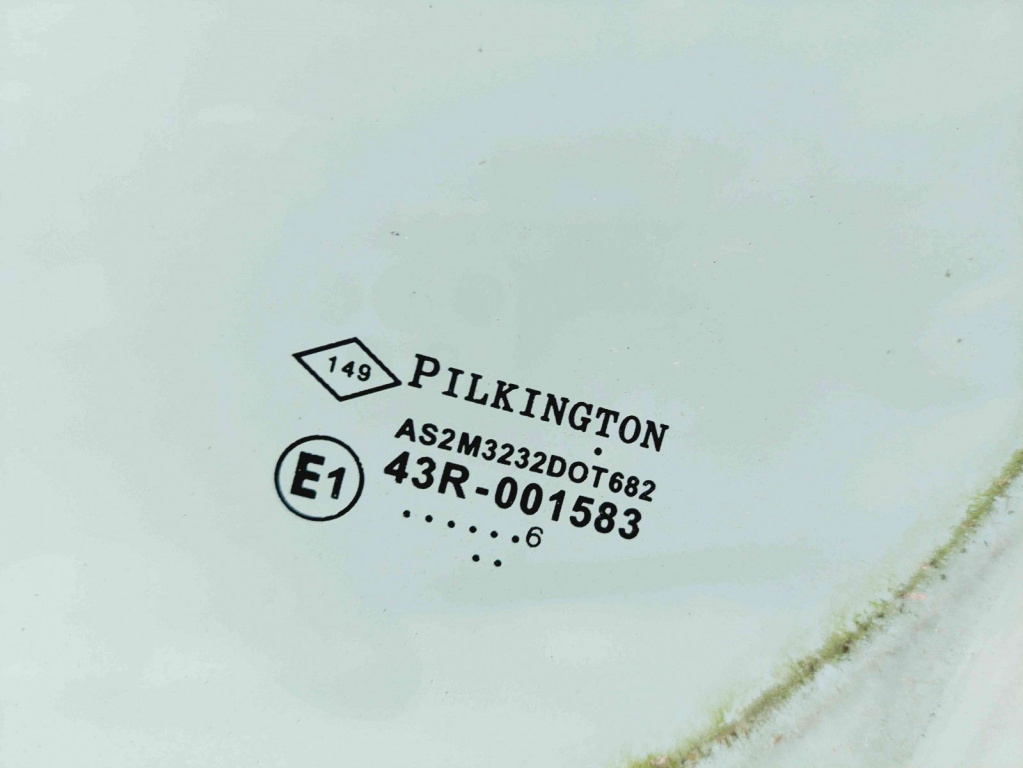 149
PILKINGTON
AS2M3232DOT682
E1
43R-001583
......6
..